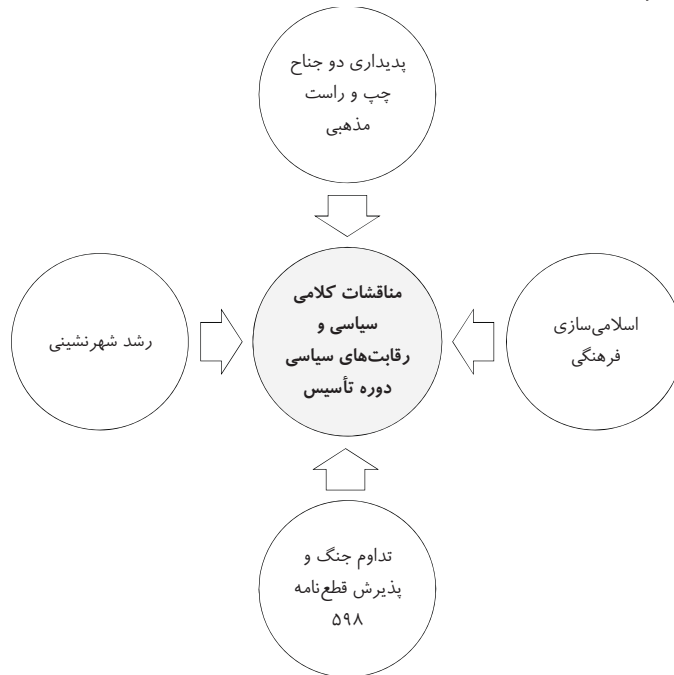 پدیداری دو جناح
چپ و راست
مذهبی
اسلامی‌سازی
فرهنگی
مناقشات کلامی
سیاسی و
رقابت‌های سیاسی
دوره تأسیس
رشد شهرنشینی
تداوم جنگ و
پذیرش قطع‌نامه
۵۹۸